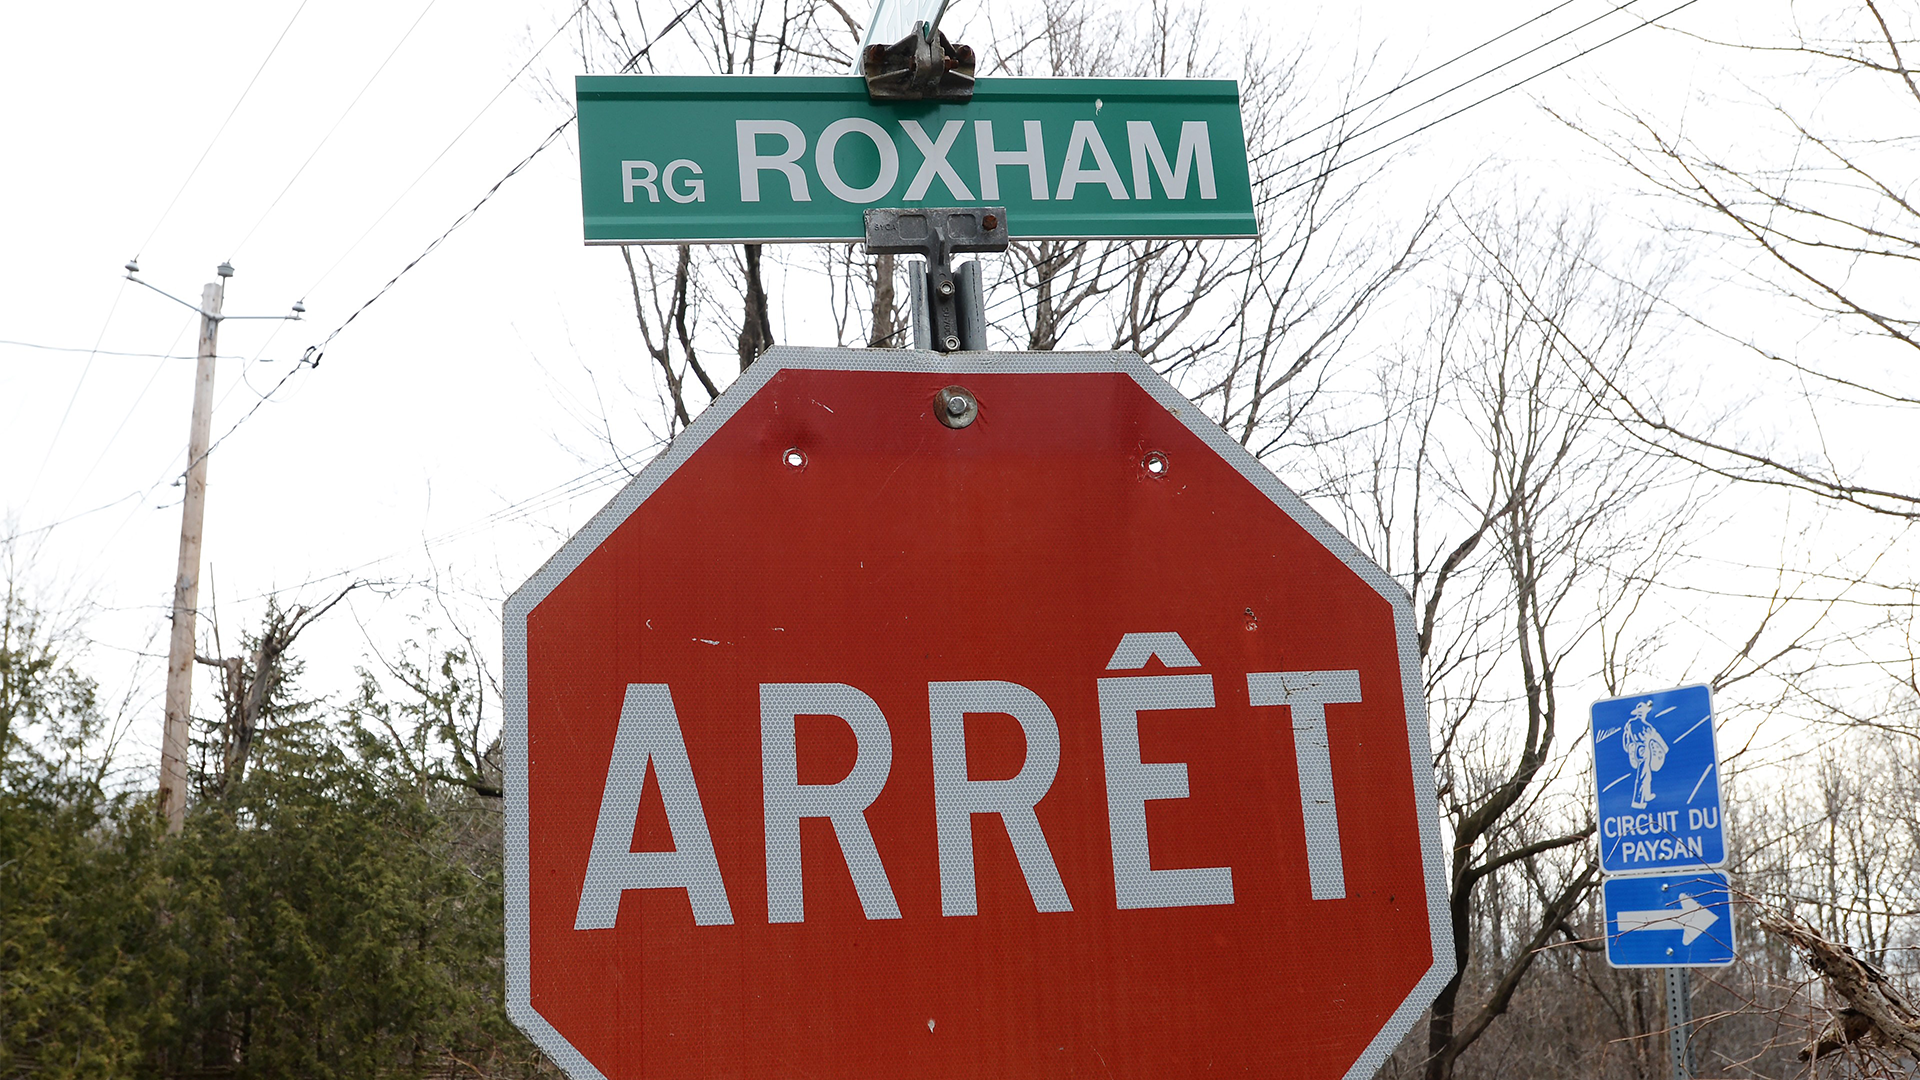 RG ROXHAM
ARRÊT
CIRCUIT DU
PAYSAN